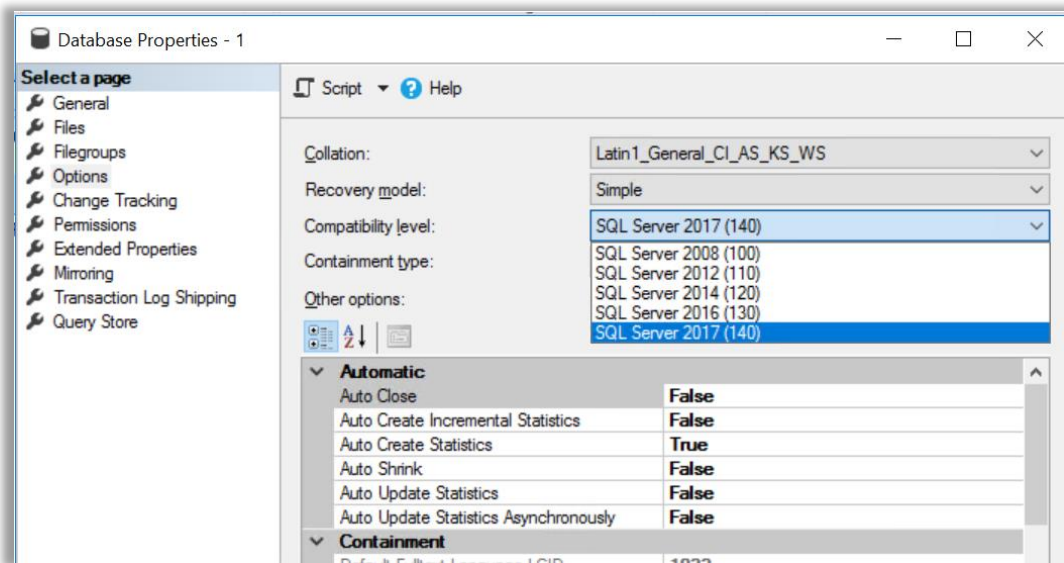 Database Properties - 1
Select a page
General
Files
Filegroups
Options
Change Tracking
Permissions
Extended Properties
Mirroring
Transaction Log Shipping
Query Store
Script Help
Collation: Latin1_General_CI_AS_KS_WS
Recovery model: Simple
Compatibility level: SQL Server 2017 (140)
SQL Server 2008 (100)
SQL Server 2012 (110)
SQL Server 2014 (120)
SQL Server 2016 (130)
SQL Server 2017 (140)
Containment type:
Other options:
Automatic
Auto Close False
Auto Create Incremental Statistics False
Auto Create Statistics True
Auto Shrink False
Auto Update Statistics False
Auto Update Statistics Asynchronously False
Containment